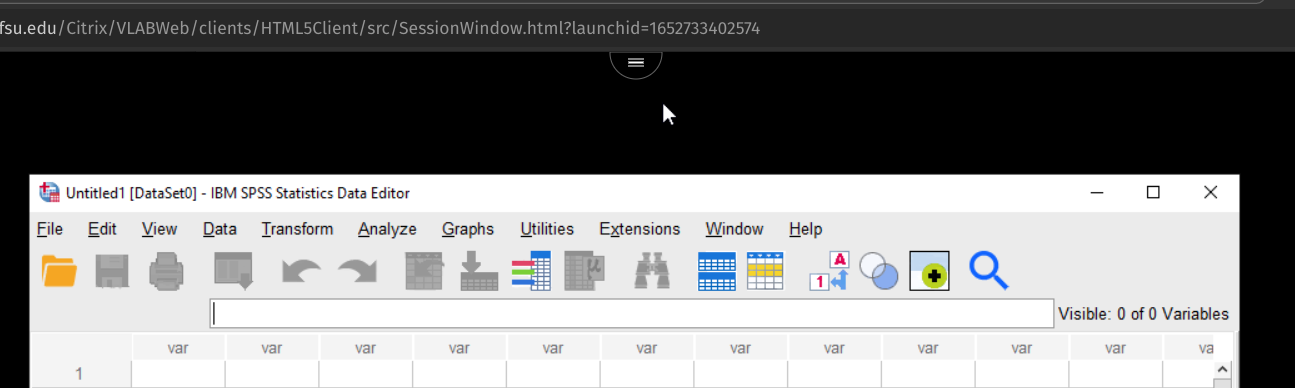 fsu.edu/Citrix/VLABWeb/clients/HTML5Client/src/SessionWindow.html?launchid=1652733402574
Untitled1 [DataSet0] - IBM SPSS Statistics Data Editor
File Edit View Data Transform Analyze Graphs Utilities Extensions Window Help
A
1
Visible: 0 of 0 Variables
var var var var var var var var var var var va
1